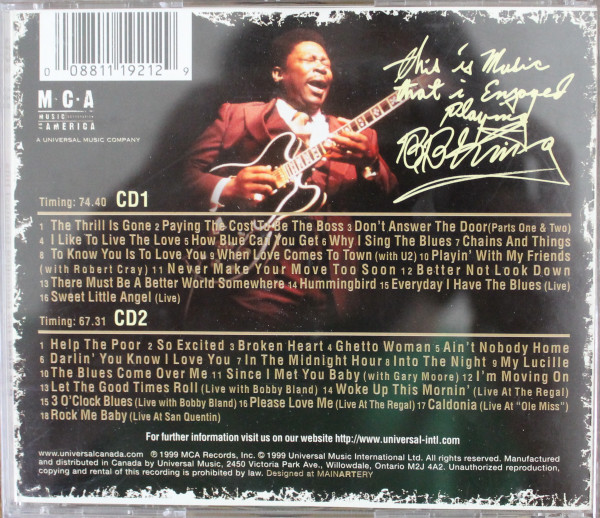 This is Music
that i Enjoyed
Playing
B.B. King
0 08811 19212 9
M·C·A
MUSIC CORPORATION
OF AMERICA
A UNIVERSAL MUSIC COMPANY
Timing: 74.40 CD1
1 The Thrill Is Gone 2 Paying The Cost To Be The Boss 3 Don't Answer The Door(Parts One & Two)
4 I Like To Live The Love 5 How Blue Can You Get 6 Why I Sing The Blues 7 Chains And Things
8 To Know You Is To Love You 9 When Love Comes To Town (with U2) 10 Playin' With My Friends
(with Robert Cray) 11 Never Make Your Move Too Soon 12 Better Not Look Down
13 There Must Be A Better World Somewhere 14 Hummingbird 15 Everyday I Have The Blues (Live)
16 Sweet Little Angel (Live)
Timing: 67.31 CD2
1 Help The Poor 2 So Excited 3 Broken Heart 4 Ghetto Woman 5 Ain't Nobody Home
6 Darlin' You Know I Love You 7 In The Midnight Hour 8 Into The Night 9 My Lucille
10 The Blues Come Over Me 11 Since I Met You Baby (with Gary Moore) 12 I'm Moving On
13 Let The Good Times Roll (Live with Bobby Bland) 14 Woke Up This Mornin' (Live At The Regal)
15 3 O'Clock Blues (Live with Bobby Bland) 16 Please Love Me (Live At The Regal) 17 Caldonia (Live At "Ole Miss")
18 Rock Me Baby (Live At San Quentin)
For further information visit us on our website http://www.universal-intl.com
www.universalcanada.com ℗ 1999 MCA Records, Inc. © 1999 Universal Music International Ltd. All rights reserved. Manufactured
and distributed in Canada by Universal Music, 2450 Victoria Park Ave., Willowdale, Ontario M2J 4A2. Unauthorized reproduction,
copying and rental of this recording is prohibited by law. Designed at MAINARTERY